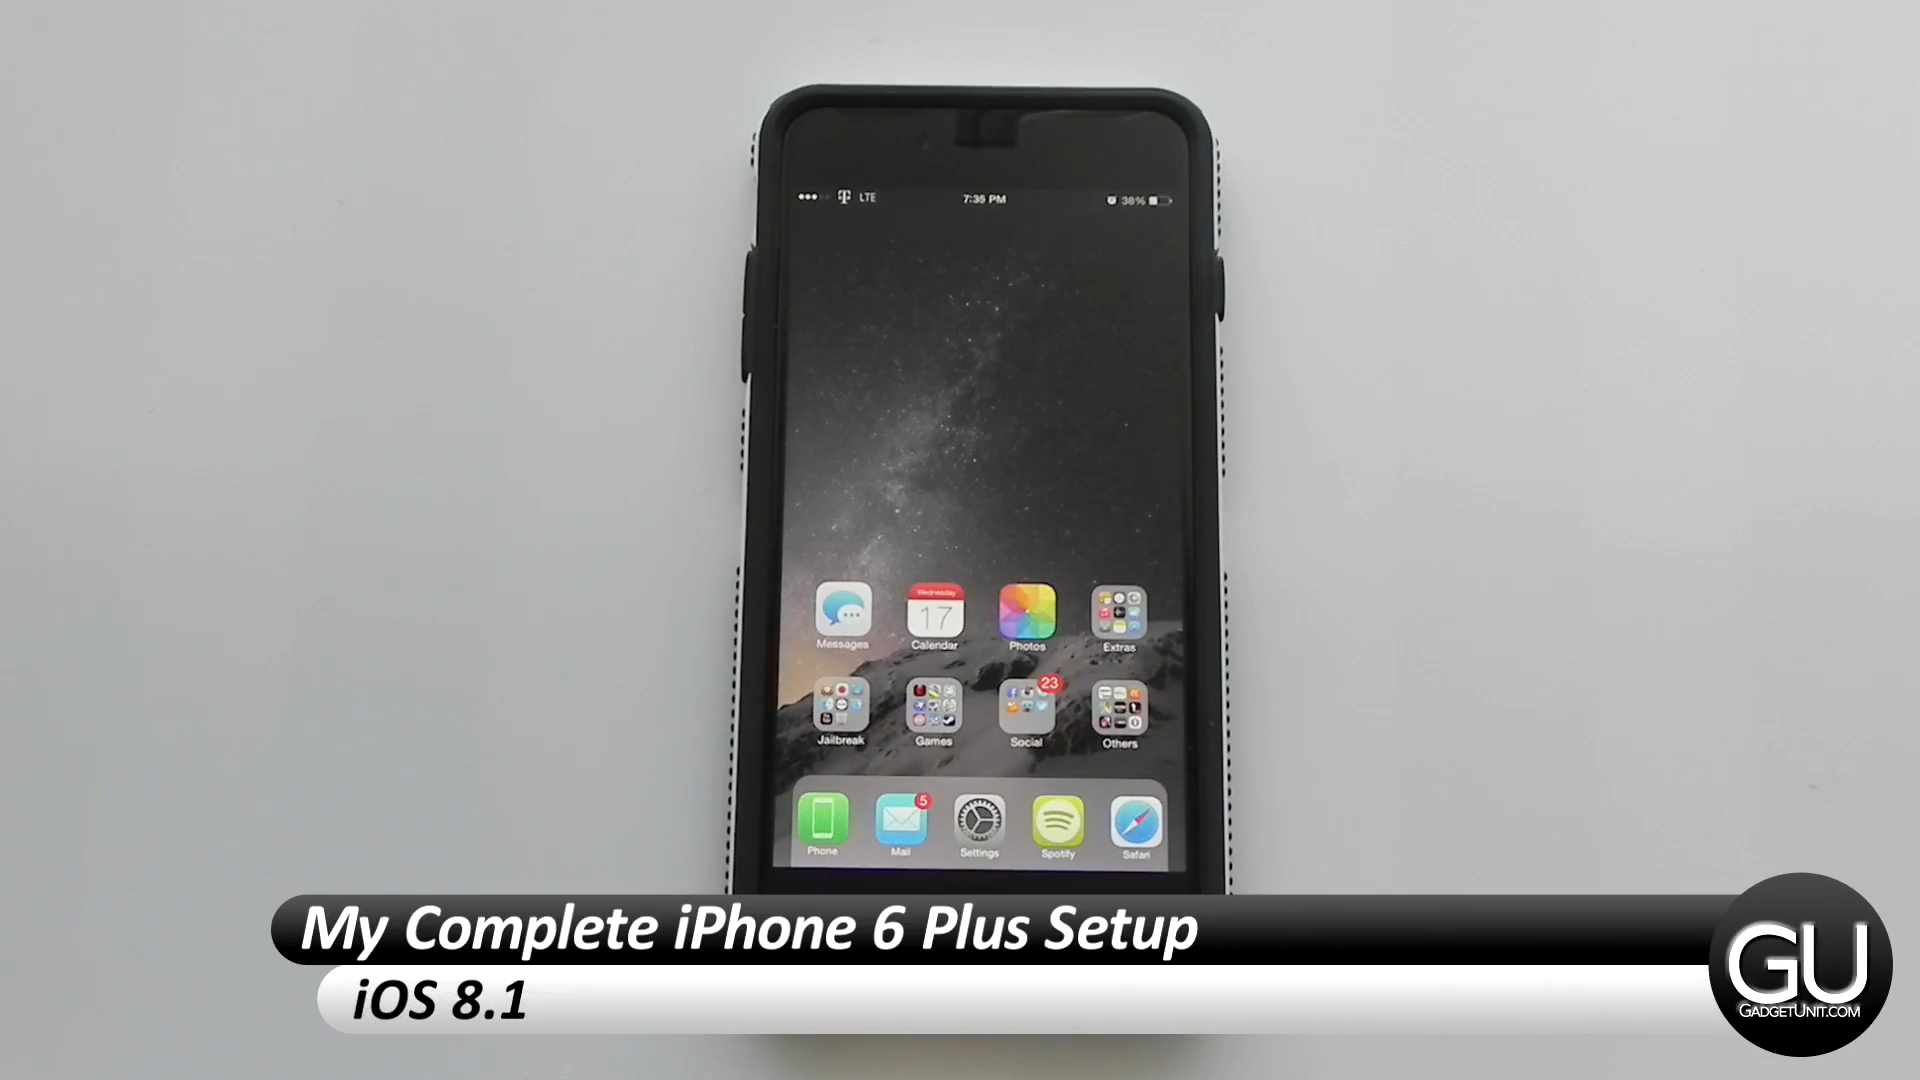 LTE 7:35 PM 38%
Wednesday
17
Messages Calendar Photos Extras
23
Jailbreak Games Social Others
5
Phone Mail Settings Spotify Safari
My Complete iPhone 6 Plus Setup
iOS 8.1
GU
GADGETUNIT.COM